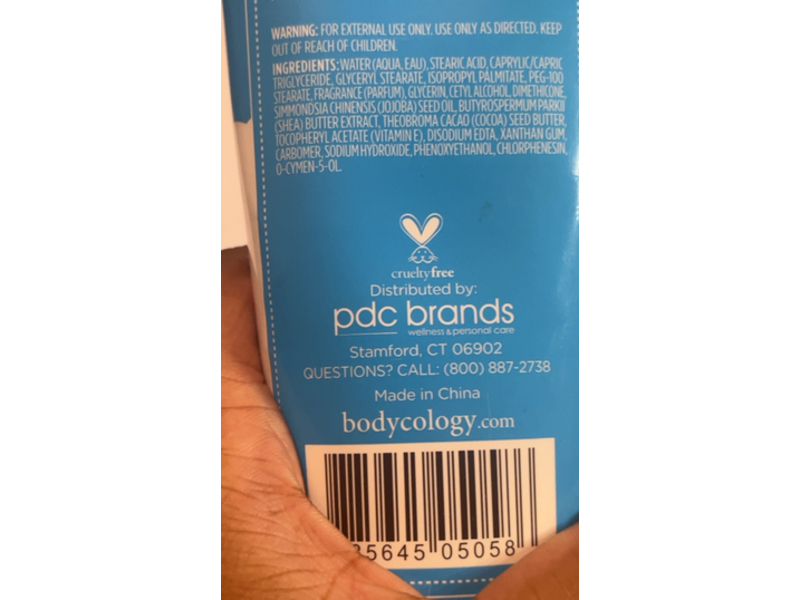 WARNING: FOR EXTERNAL USE ONLY. USE ONLY AS DIRECTED. KEEP
OUT OF REACH OF CHILDREN.
INGREDIENTS: WATER (AQUA, EAU), STEARIC ACID, CAPRYLIC/CAPRIC
TRIGLYCERIDE, GLYCERYL STEARATE, ISOPROPYL PALMITATE, PEG-100
STEARATE, FRAGRANCE (PARFUM), GLYCERIN, CETYL ALCOHOL, DIMETHICONE,
SIMMONDSIA CHINENSIS (JOJOBA) SEED OIL, BUTYROSPERMUM PARKII
(SHEA) BUTTER EXTRACT, THEOBROMA CACAO (COCOA) SEED BUTTER,
TOCOPHERYL ACETATE (VITAMIN E), DISODIUM EDTA, XANTHAN GUM,
CARBOMER, SODIUM HYDROXIDE, PHENOXYETHANOL, CHLORPHENESIN,
O-CYMEN-5-OL.
crueltyfree
Distributed by:
pdc brands
wellness & personal care
Stamford, CT 06902
QUESTIONS? CALL: (800) 887-2738
Made in China
bodycology.com
5645 05058